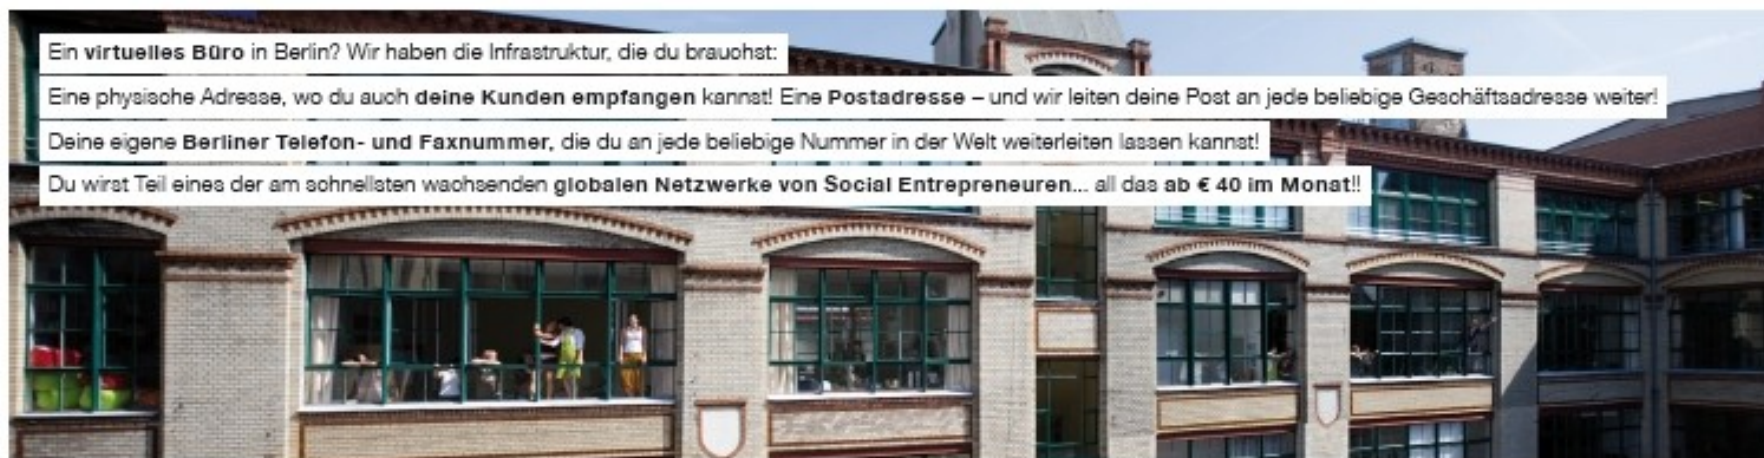 Ein virtuelles Büro in Berlin? Wir haben die Infrastruktur, die du brauchst:
Eine physische Adresse, wo du auch deine Kunden empfangen kannst! Eine Postadresse – und wir leiten deine Post an jede beliebige Geschäftsadresse weiter!
Deine eigene Berliner Telefon- und Faxnummer, die du an jede beliebige Nummer in der Welt weiterleiten lassen kannst!
Du wirst Teil eines der am schnellsten wachsenden globalen Netzwerke von Social Entrepreneuren... all das ab € 40 im Monat!!